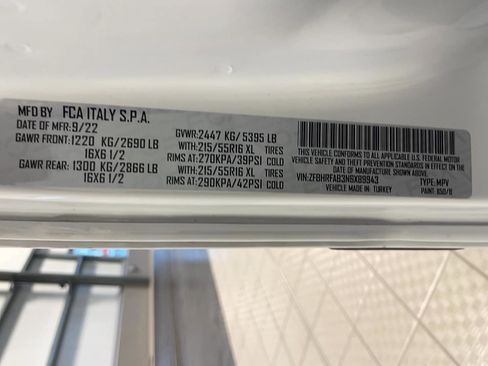 MFD BY FCA ITALY S.P.A.
DATE OF MFR: 9/22 GVWR: 2447 KG/5395 LB
GAWR FRONT: 1220 KG/2690 LB WITH: 215/55R16 XL TIRES
16X6 1/2 RIMS AT: 270KPA/39PSI COLD
GAWR REAR: 1300 KG/2866 LB WITH: 215/55R16 XL TIRES
16X6 1/2 RIMS AT: 290KPA/42PSI COLD
THIS VEHICLE CONFORMS TO ALL APPLICABLE U.S. FEDERAL MOTOR
VEHICLE SAFETY AND THEFT PREVENTION STANDARDS IN EFFECT ON THE
DATE OF MANUFACTURE SHOWN ABOVE.
VIN: ZFBHRFAB3N6X89943 TYPE: MPV
VEHICLE MADE IN: TURKEY PAINT: 550/B